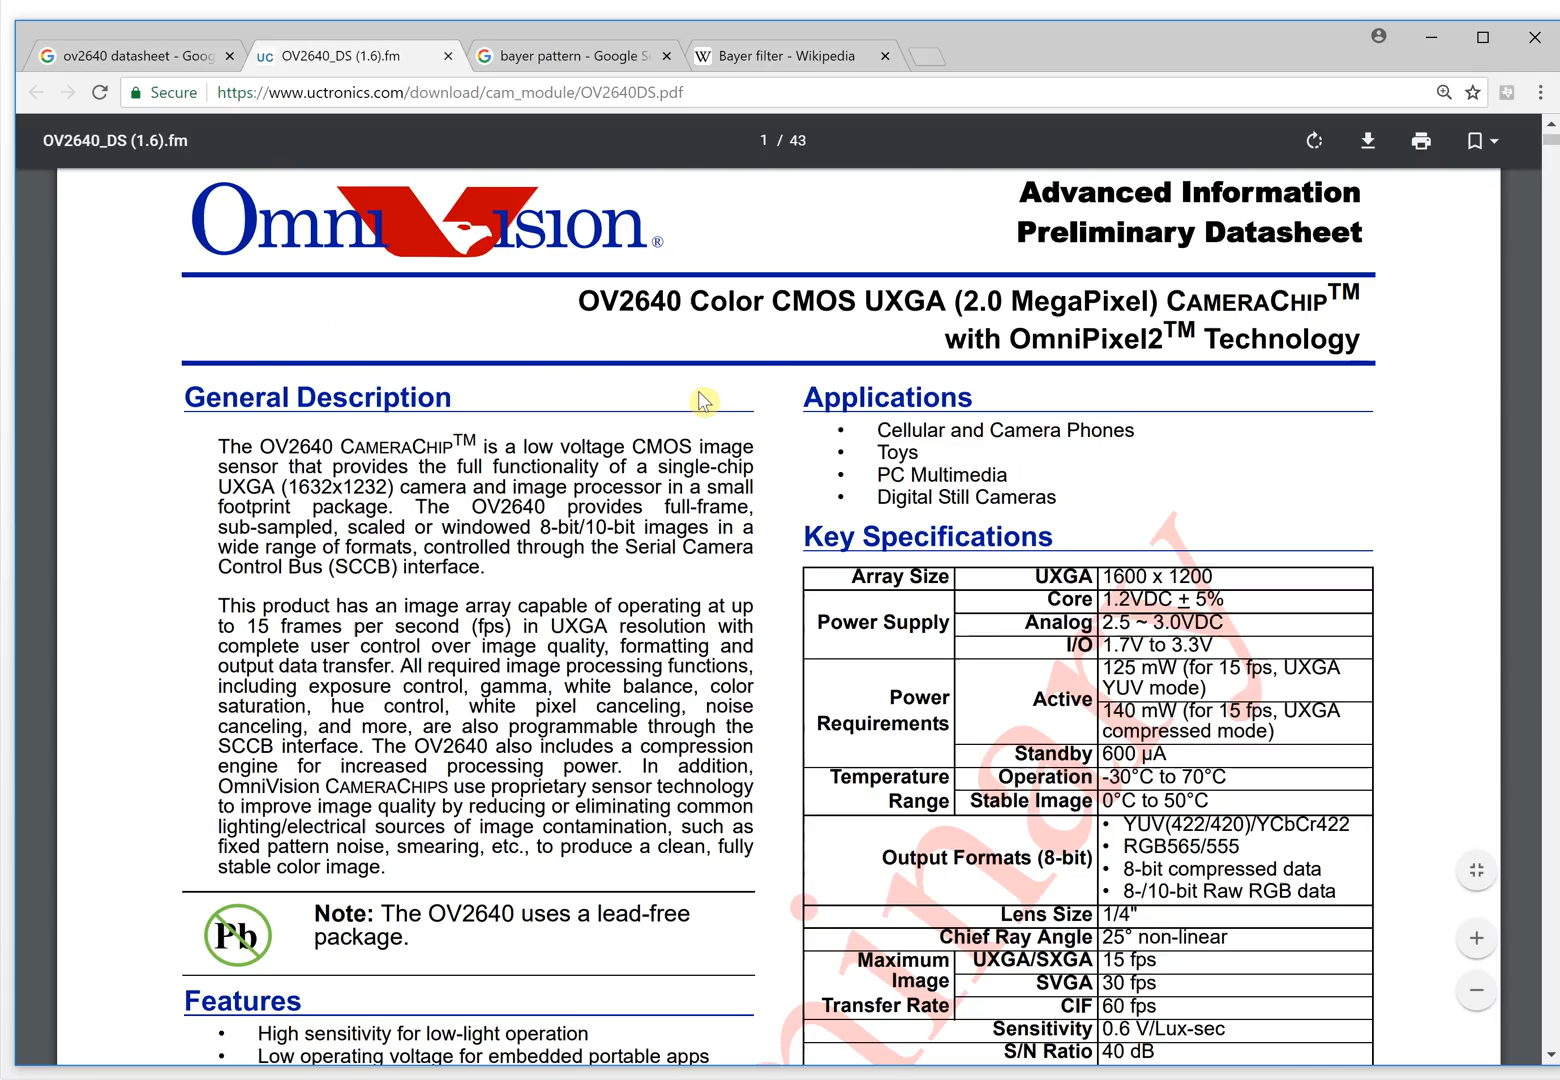 ov2640 datasheet - Goog
UC OV2640_DS (1.6).fm
bayer pattern - Google S
W Bayer filter - Wikipedia
Secure https://www.uctronics.com/download/cam_module/OV2640DS.pdf
OV2640_DS (1.6).fm
1 / 43
OmniVision®
Advanced Information
Preliminary Datasheet
OV2640 Color CMOS UXGA (2.0 MegaPixel) CAMERACHIP™
with OmniPixel2™ Technology
General Description
The OV2640 CAMERACHIP™ is a low voltage CMOS image
sensor that provides the full functionality of a single-chip
UXGA (1632x1232) camera and image processor in a small
footprint package. The OV2640 provides full-frame,
sub-sampled, scaled or windowed 8-bit/10-bit images in a
wide range of formats, controlled through the Serial Camera
Control Bus (SCCB) interface.
This product has an image array capable of operating at up
to 15 frames per second (fps) in UXGA resolution with
complete user control over image quality, formatting and
output data transfer. All required image processing functions,
including exposure control, gamma, white balance, color
saturation, hue control, white pixel canceling, noise
canceling, and more, are also programmable through the
SCCB interface. The OV2640 also includes a compression
engine for increased processing power. In addition,
OmniVision CAMERACHIPS use proprietary sensor technology
to improve image quality by reducing or eliminating common
lighting/electrical sources of image contamination, such as
fixed pattern noise, smearing, etc., to produce a clean, fully
stable color image.
Pb
Note: The OV2640 uses a lead-free
package.
Features
• High sensitivity for low-light operation
• Low operating voltage for embedded portable apps
Applications
• Cellular and Camera Phones
• Toys
• PC Multimedia
• Digital Still Cameras
Key Specifications
Array Size UXGA 1600 x 1200
Power Supply
Core 1.2VDC ± 5%
Analog 2.5 ~ 3.0VDC
I/O 1.7V to 3.3V
Power
Requirements
Active
125 mW (for 15 fps, UXGA
YUV mode)
140 mW (for 15 fps, UXGA
compressed mode)
Standby 600 µA
Temperature
Range
Operation -30°C to 70°C
Stable Image 0°C to 50°C
Output Formats (8-bit)
• YUV(422/420)/YCbCr422
• RGB565/555
• 8-bit compressed data
• 8-/10-bit Raw RGB data
Lens Size 1/4"
Chief Ray Angle 25° non-linear
Maximum
Image
Transfer Rate
UXGA/SXGA 15 fps
SVGA 30 fps
CIF 60 fps
Sensitivity 0.6 V/Lux-sec
S/N Ratio 40 dB
minary